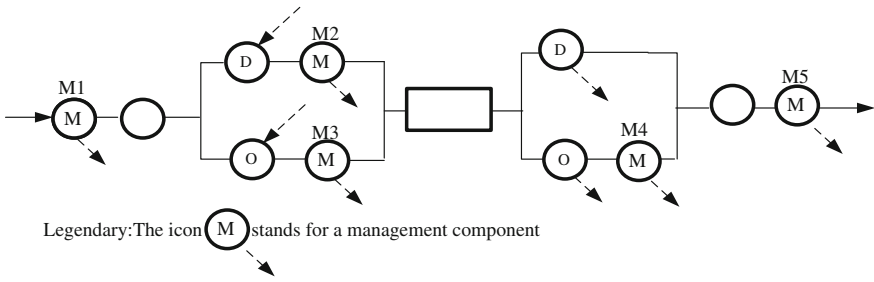 M1
M
D
M2
M
O
M3
M
D
O
M4
M
M5
M
Legendary:The icon M stands for a management component